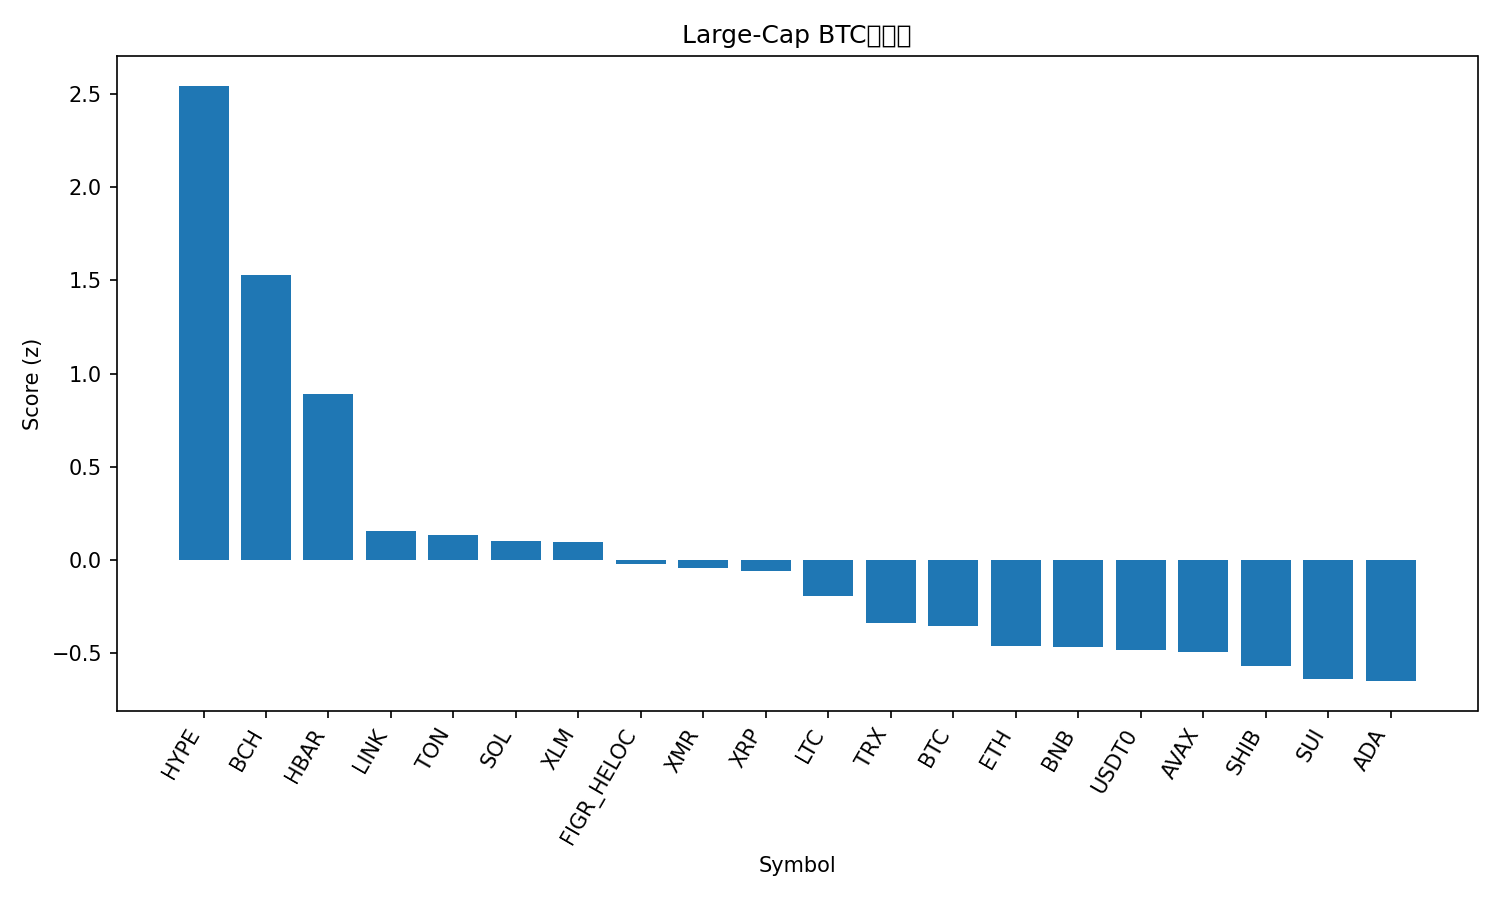 Large-Cap BTC
Score (z)
2.5
2.0
1.5
1.0
0.5
0.0
−0.5
HYPE
BCH
HBAR
LINK
TON
SOL
XLM
FIGR_HELOC
XMR
XRP
LTC
TRX
BTC
ETH
BNB
USDT0
AVAX
SHIB
SUI
ADA
Symbol